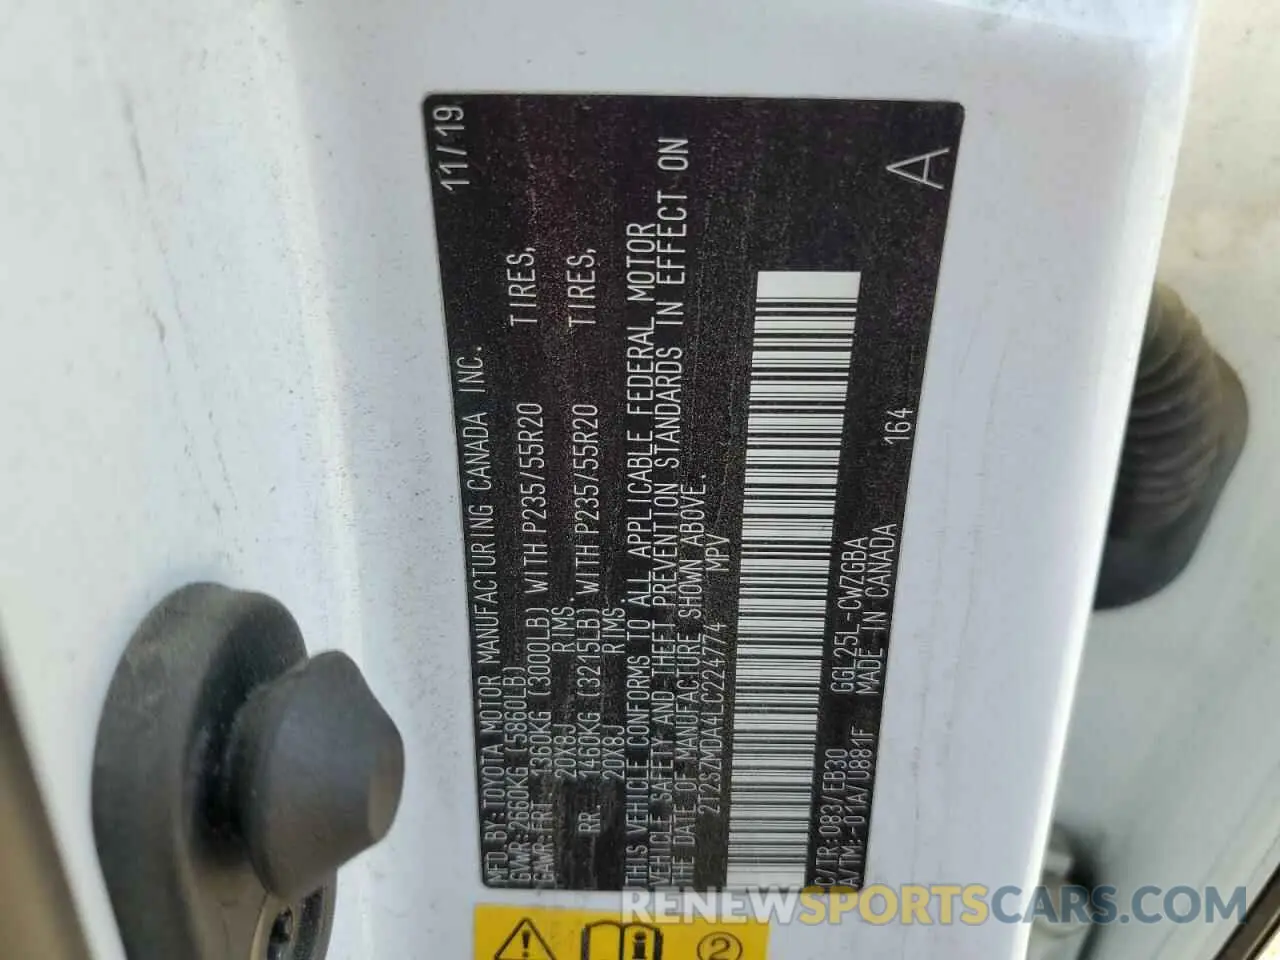 MFD.BY:TOYOTA MOTOR MANUFACTURING CANADA INC. 11/19
GVWR:2660KG(5860LB)
GAWR:FRT. 1360KG (3000LB) WITH P235/55R20 TIRES,
20X8J RIMS.
RR. 1460KG (3215LB) WITH P235/55R20 TIRES,
20X8J RIMS.
THIS VEHICLE CONFORMS TO ALL APPLICABLE FEDERAL MOTOR
VEHICLE SAFETY AND THEFT PREVENTION STANDARDS IN EFFECT ON
THE DATE OF MANUFACTURE SHOWN ABOVE.
2T2SZMDA4LC224774 MPV
C/TR:083/EB30 GGL25L-CWZGBA
A/TM:-01A/U881F MADE IN CANADA 164 A
2
RENEWSPORTSCARS.COM